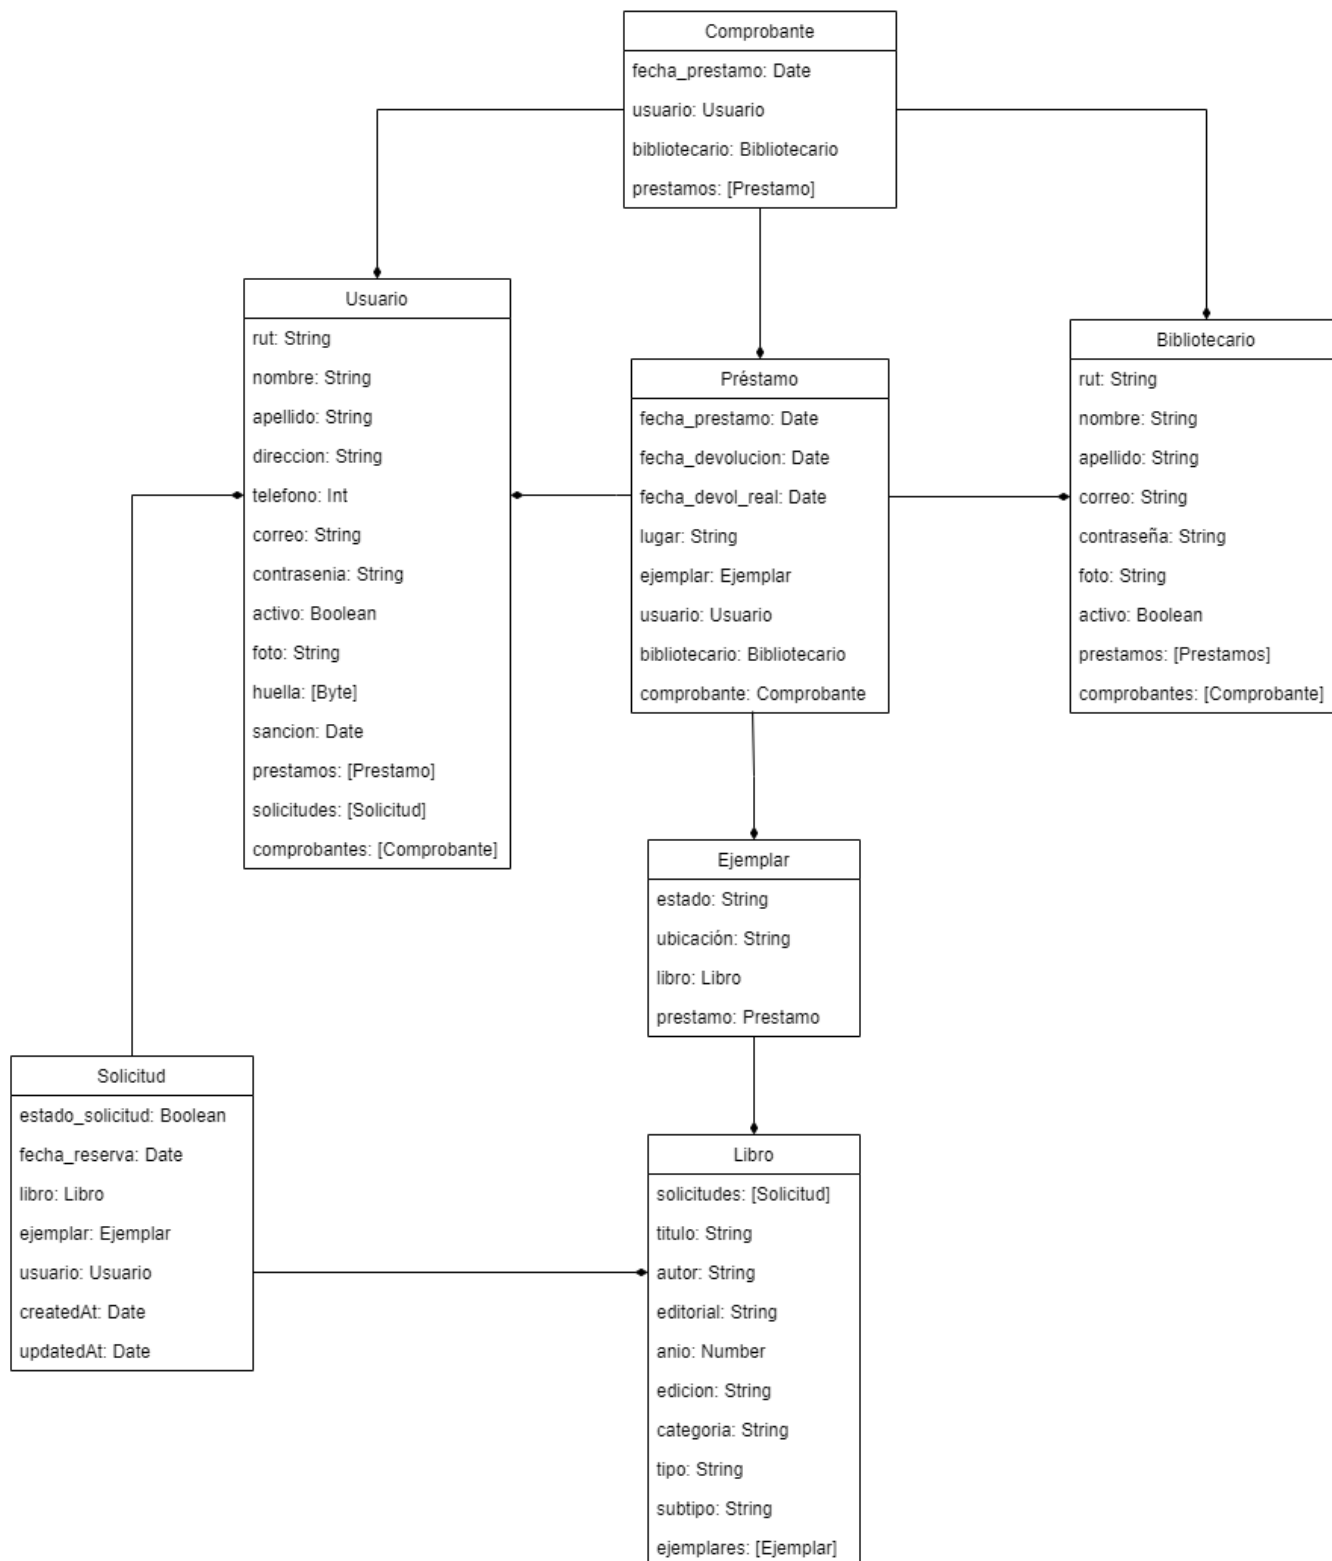 Comprobante
fecha_prestamo: Date
usuario: Usuario
bibliotecario: Bibliotecario
prestamos: [Prestamo]
Usuario
rut: String
nombre: String
apellido: String
direccion: String
telefono: Int
correo: String
contrasenia: String
activo: Boolean
foto: String
huella: [Byte]
sancion: Date
prestamos: [Prestamo]
solicitudes: [Solicitud]
comprobantes: [Comprobante]
Préstamo
fecha_prestamo: Date
fecha_devolucion: Date
fecha_devol_real: Date
lugar: String
ejemplar: Ejemplar
usuario: Usuario
bibliotecario: Bibliotecario
comprobante: Comprobante
Bibliotecario
rut: String
nombre: String
apellido: String
correo: String
contraseña: String
foto: String
activo: Boolean
prestamos: [Prestamos]
comprobantes: [Comprobante]
Ejemplar
estado: String
ubicación: String
libro: Libro
prestamo: Prestamo
Solicitud
estado_solicitud: Boolean
fecha_reserva: Date
libro: Libro
ejemplar: Ejemplar
usuario: Usuario
createdAt: Date
updatedAt: Date
Libro
solicitudes: [Solicitud]
titulo: String
autor: String
editorial: String
anio: Number
edicion: String
categoria: String
tipo: String
subtipo: String
ejemplares: [Ejemplar]